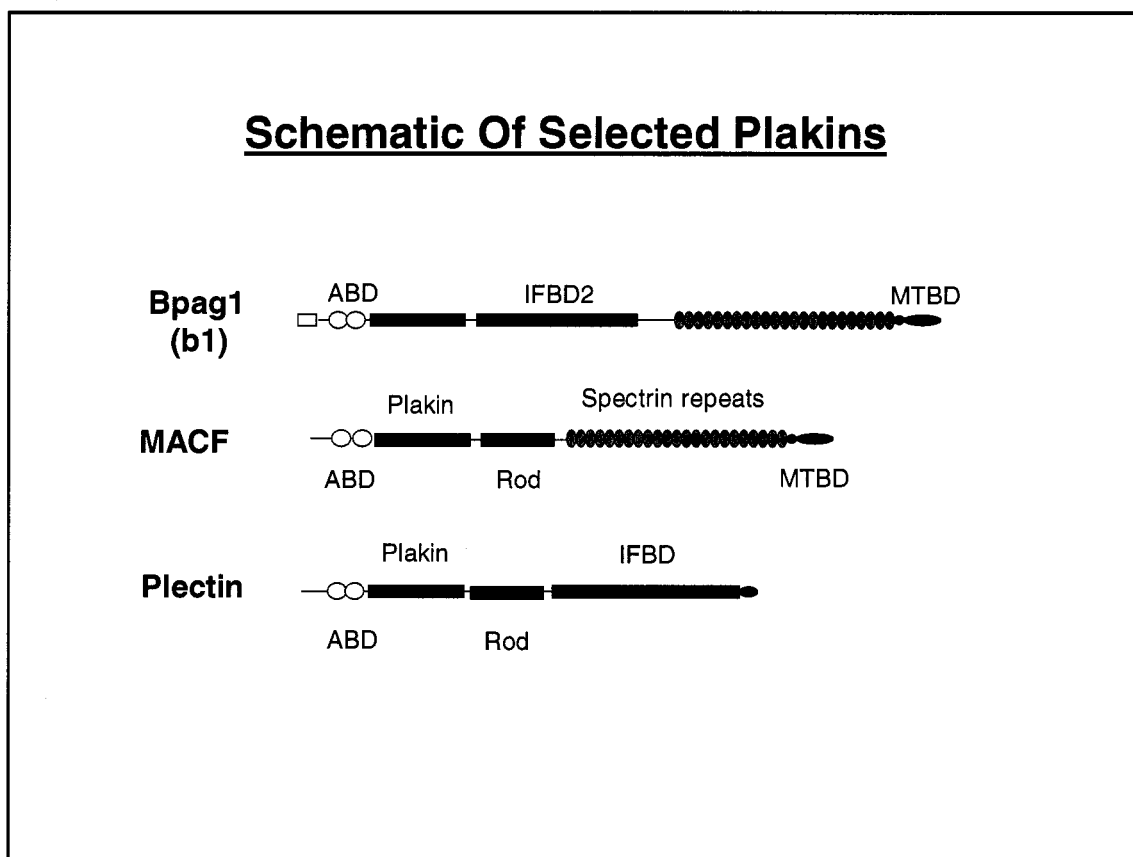 Schematic Of Selected Plakins
Bpag1
(b1)
ABD
IFBD2
MTBD
MACF
Plakin
Spectrin repeats
ABD
Rod
MTBD
Plectin
Plakin
IFBD
ABD
Rod